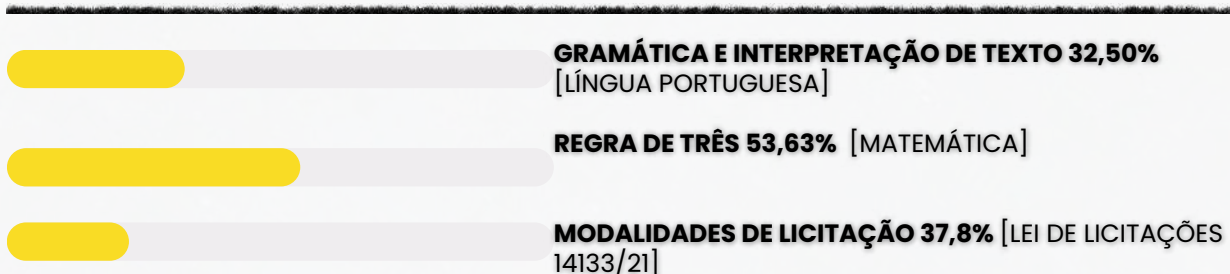 GRAMÁTICA E INTERPRETAÇÃO DE TEXTO 32,50%
[LÍNGUA PORTUGUESA]
REGRA DE TRÊS 53,63% [MATEMÁTICA]
MODALIDADES DE LICITAÇÃO 37,8% [LEI DE LICITAÇÕES
14133/21]